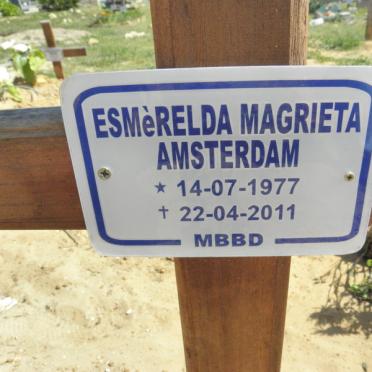 ESMèRELDA MAGRIETA
AMSTERDAM
★ 14-07-1977
✝ 22-04-2011
MBBD